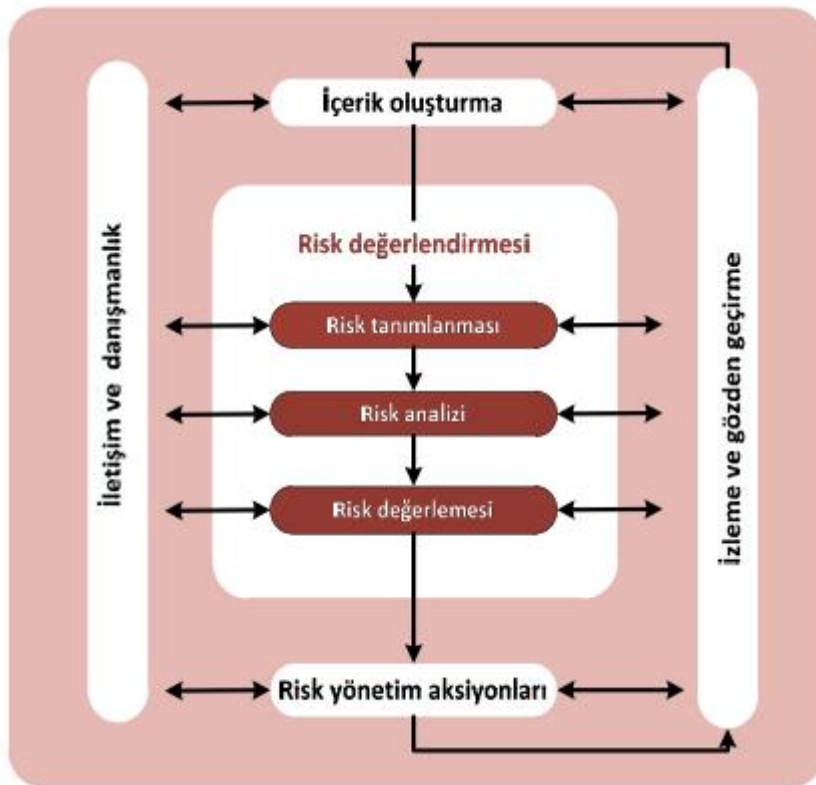 İçerik oluşturma
İletişim ve danışmanlık
Risk değerlendirmesi
Risk tanımlanması
Risk analizi
Risk değerlemesi
Risk yönetim aksiyonları
İzleme ve gözden geçirme